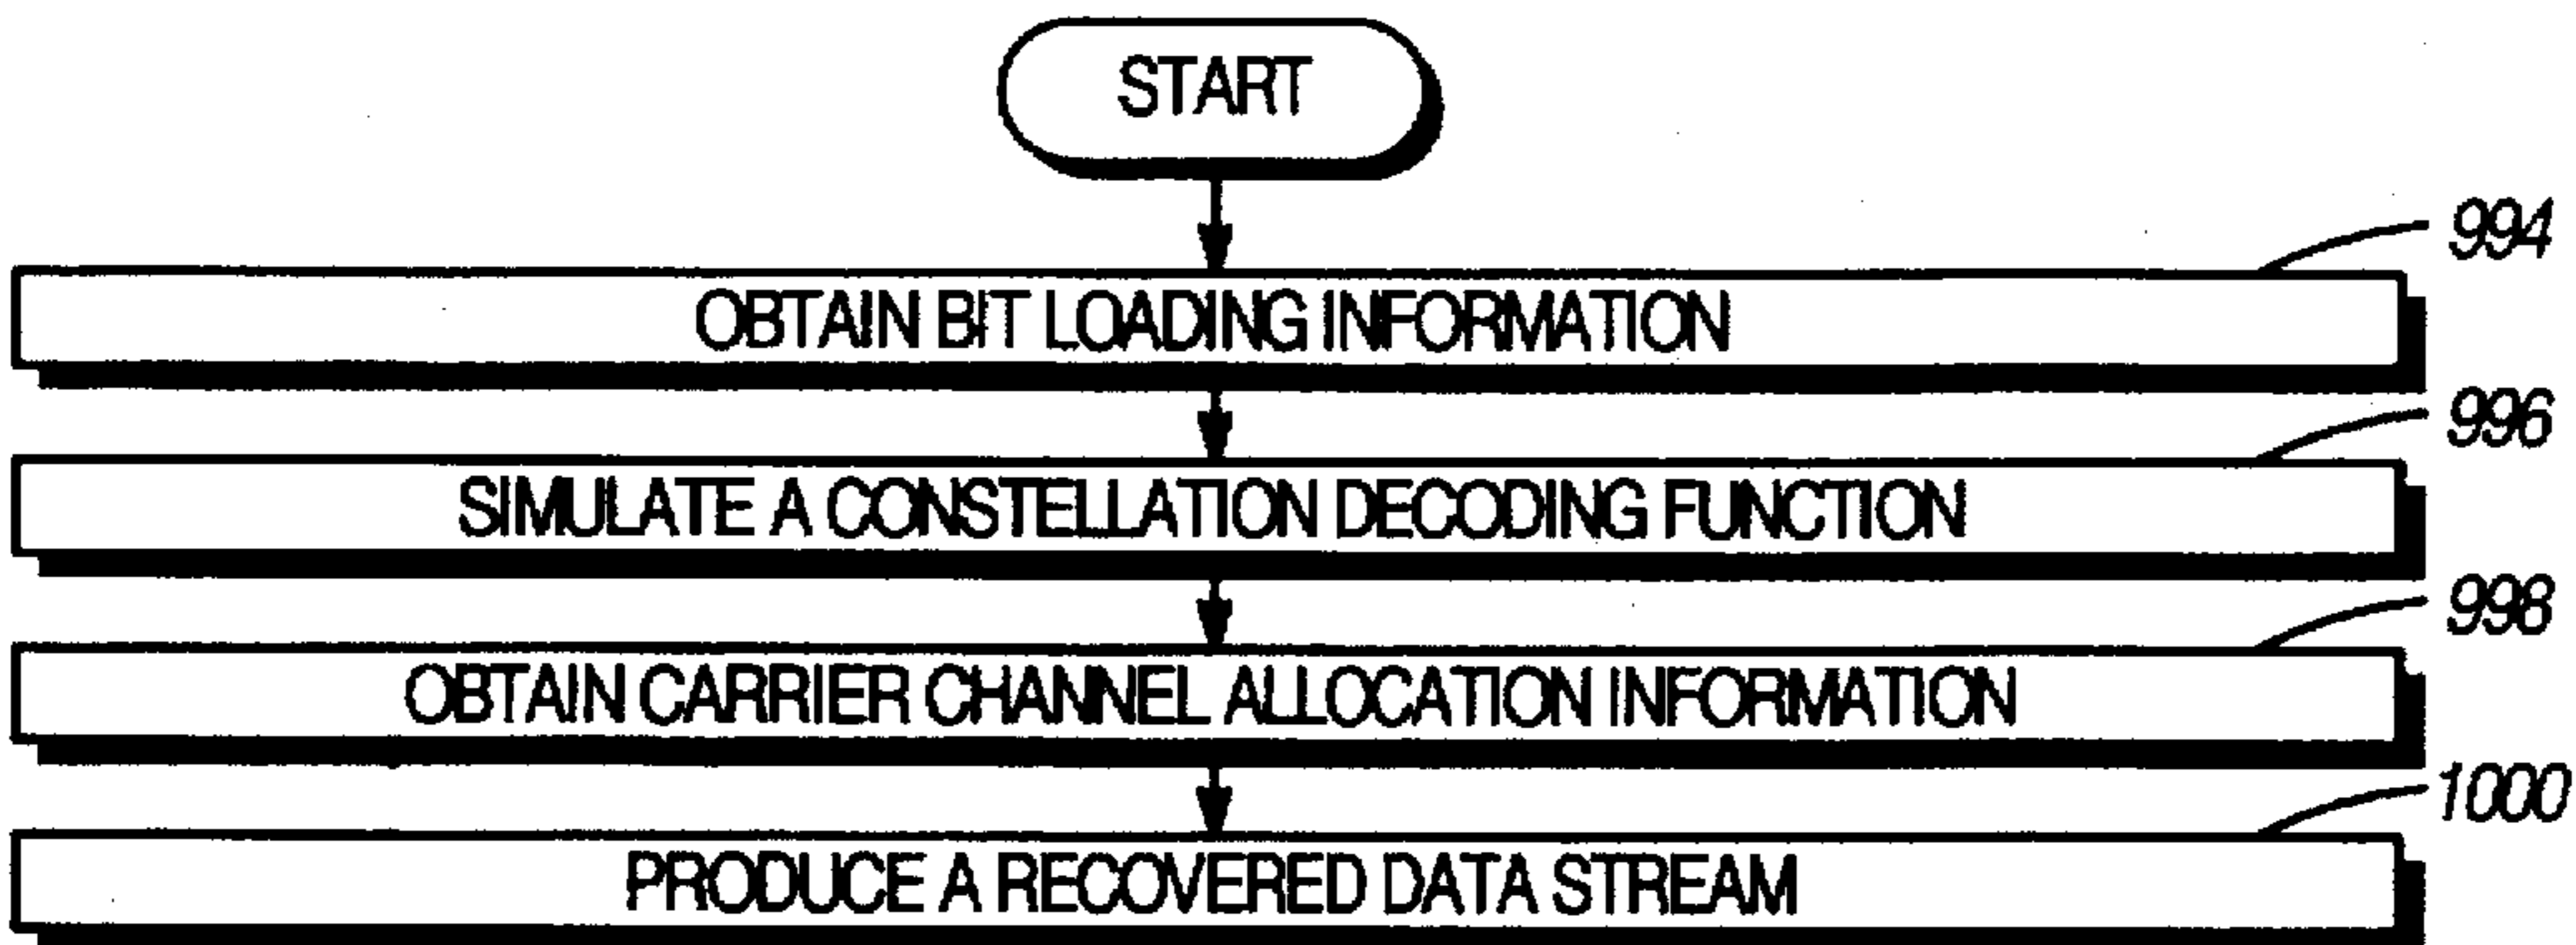 START
994
OBTAIN BIT LOADING INFORMATION
996
SIMULATE A CONSTELLATION DECODING FUNCTION
998
OBTAIN CARRIER CHANNEL ALLOCATION INFORMATION
1000
PRODUCE A RECOVERED DATA STREAM